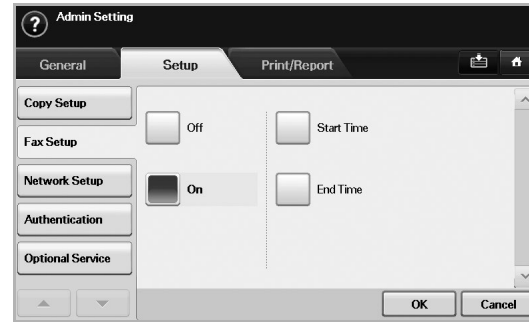 Admin Setting
General Setup Print/Report
Copy Setup
Fax Setup
Network Setup
Authentication
Optional Service
Off Start Time
On End Time
OK Cancel